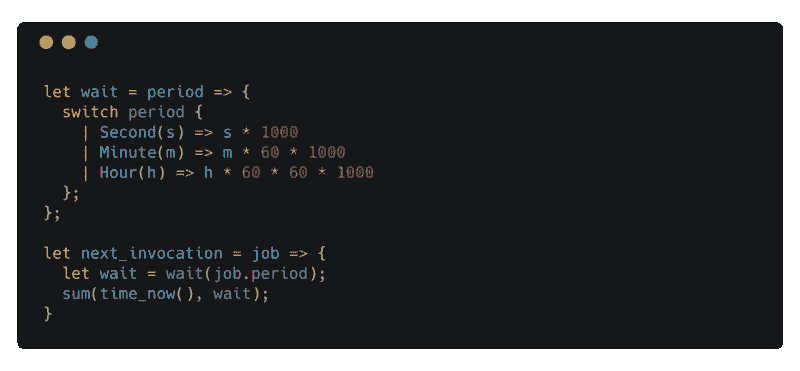 let wait = period => {
  switch period {
    | Second(s) => s * 1000
    | Minute(m) => m * 60 * 1000
    | Hour(h) => h * 60 * 60 * 1000
  };
};

let next_invocation = job => {
  let wait = wait(job.period);
  sum(time_now(), wait);
}